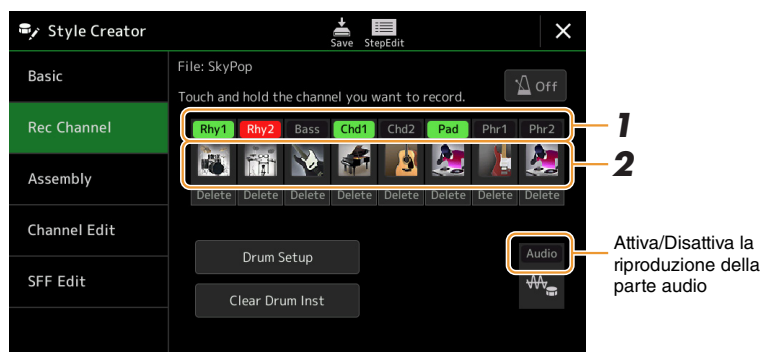 Style Creator
Save StepEdit
Basic
Rec Channel
Assembly
Channel Edit
SFF Edit
File: SkyPop
Touch and hold the channel you want to record.
Off
Rhy1 Rhy2 Bass Chd1 Chd2 Pad Phr1 Phr2
1
2
Delete Delete Delete Delete Delete Delete Delete Delete
Drum Setup
Clear Drum Inst
Audio
Attiva/Disattiva la
riproduzione della
parte audio